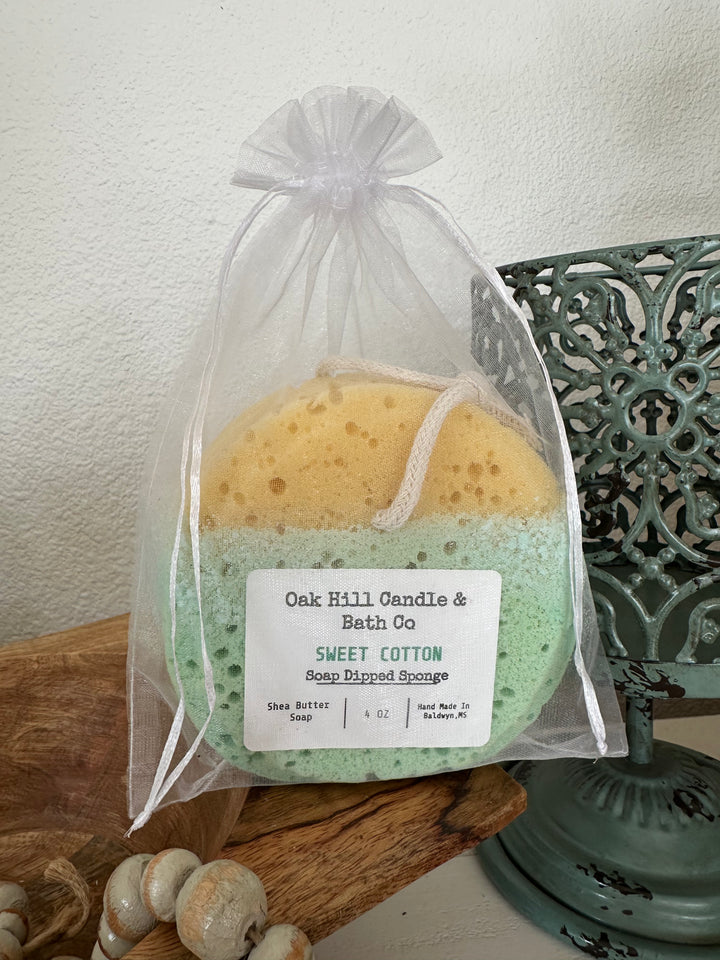 Oak Hill Candle &
Bath Co
SWEET COTTON
Soap Dipped Sponge
Shea Butter
Soap
4 OZ
Hand Made In
Baldwyn,MS